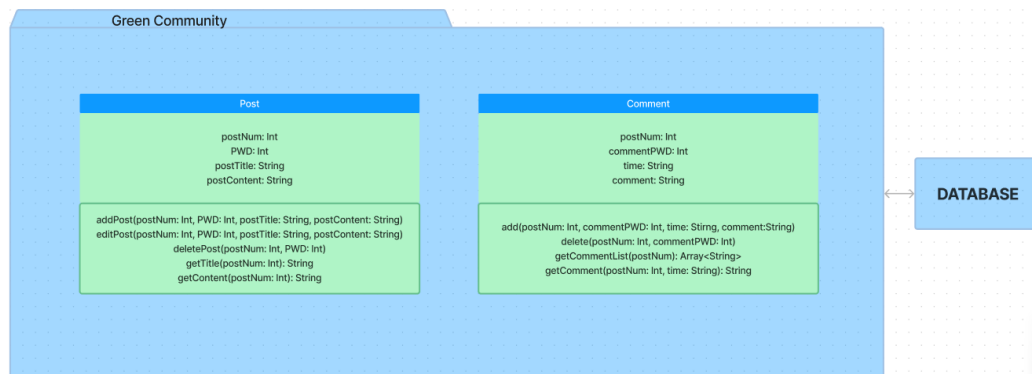 Green Community
Post
postNum: Int
PWD: Int
postTitle: String
postContent: String
addPost(postNum: Int, PWD: Int, postTitle: String, postContent: String)
editPost(postNum: Int, PWD: Int, postTitle: String, postContent: String)
deletePost(postNum: Int, PWD: Int)
getTitle(postNum: Int): String
getContent(postNum: Int): String
Comment
postNum: Int
commentPWD: Int
time: String
comment: String
add(postNum: Int, commentPWD: Int, time: Stirng, comment:String)
delete(postNum: Int, commentPWD: Int)
getCommentList(postNum): Array<String>
getComment(postNum: Int, time: String): String
DATABASE